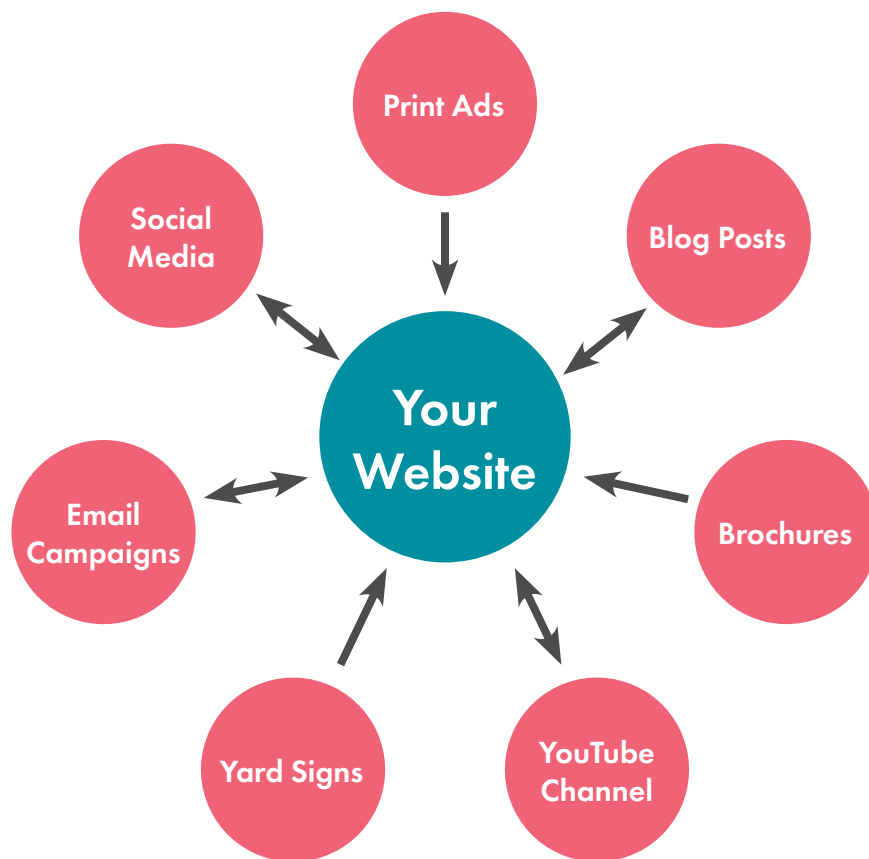 Print Ads
Social
Media
Blog Posts
Your
Website
Email
Campaigns
Brochures
Yard Signs
YouTube
Channel